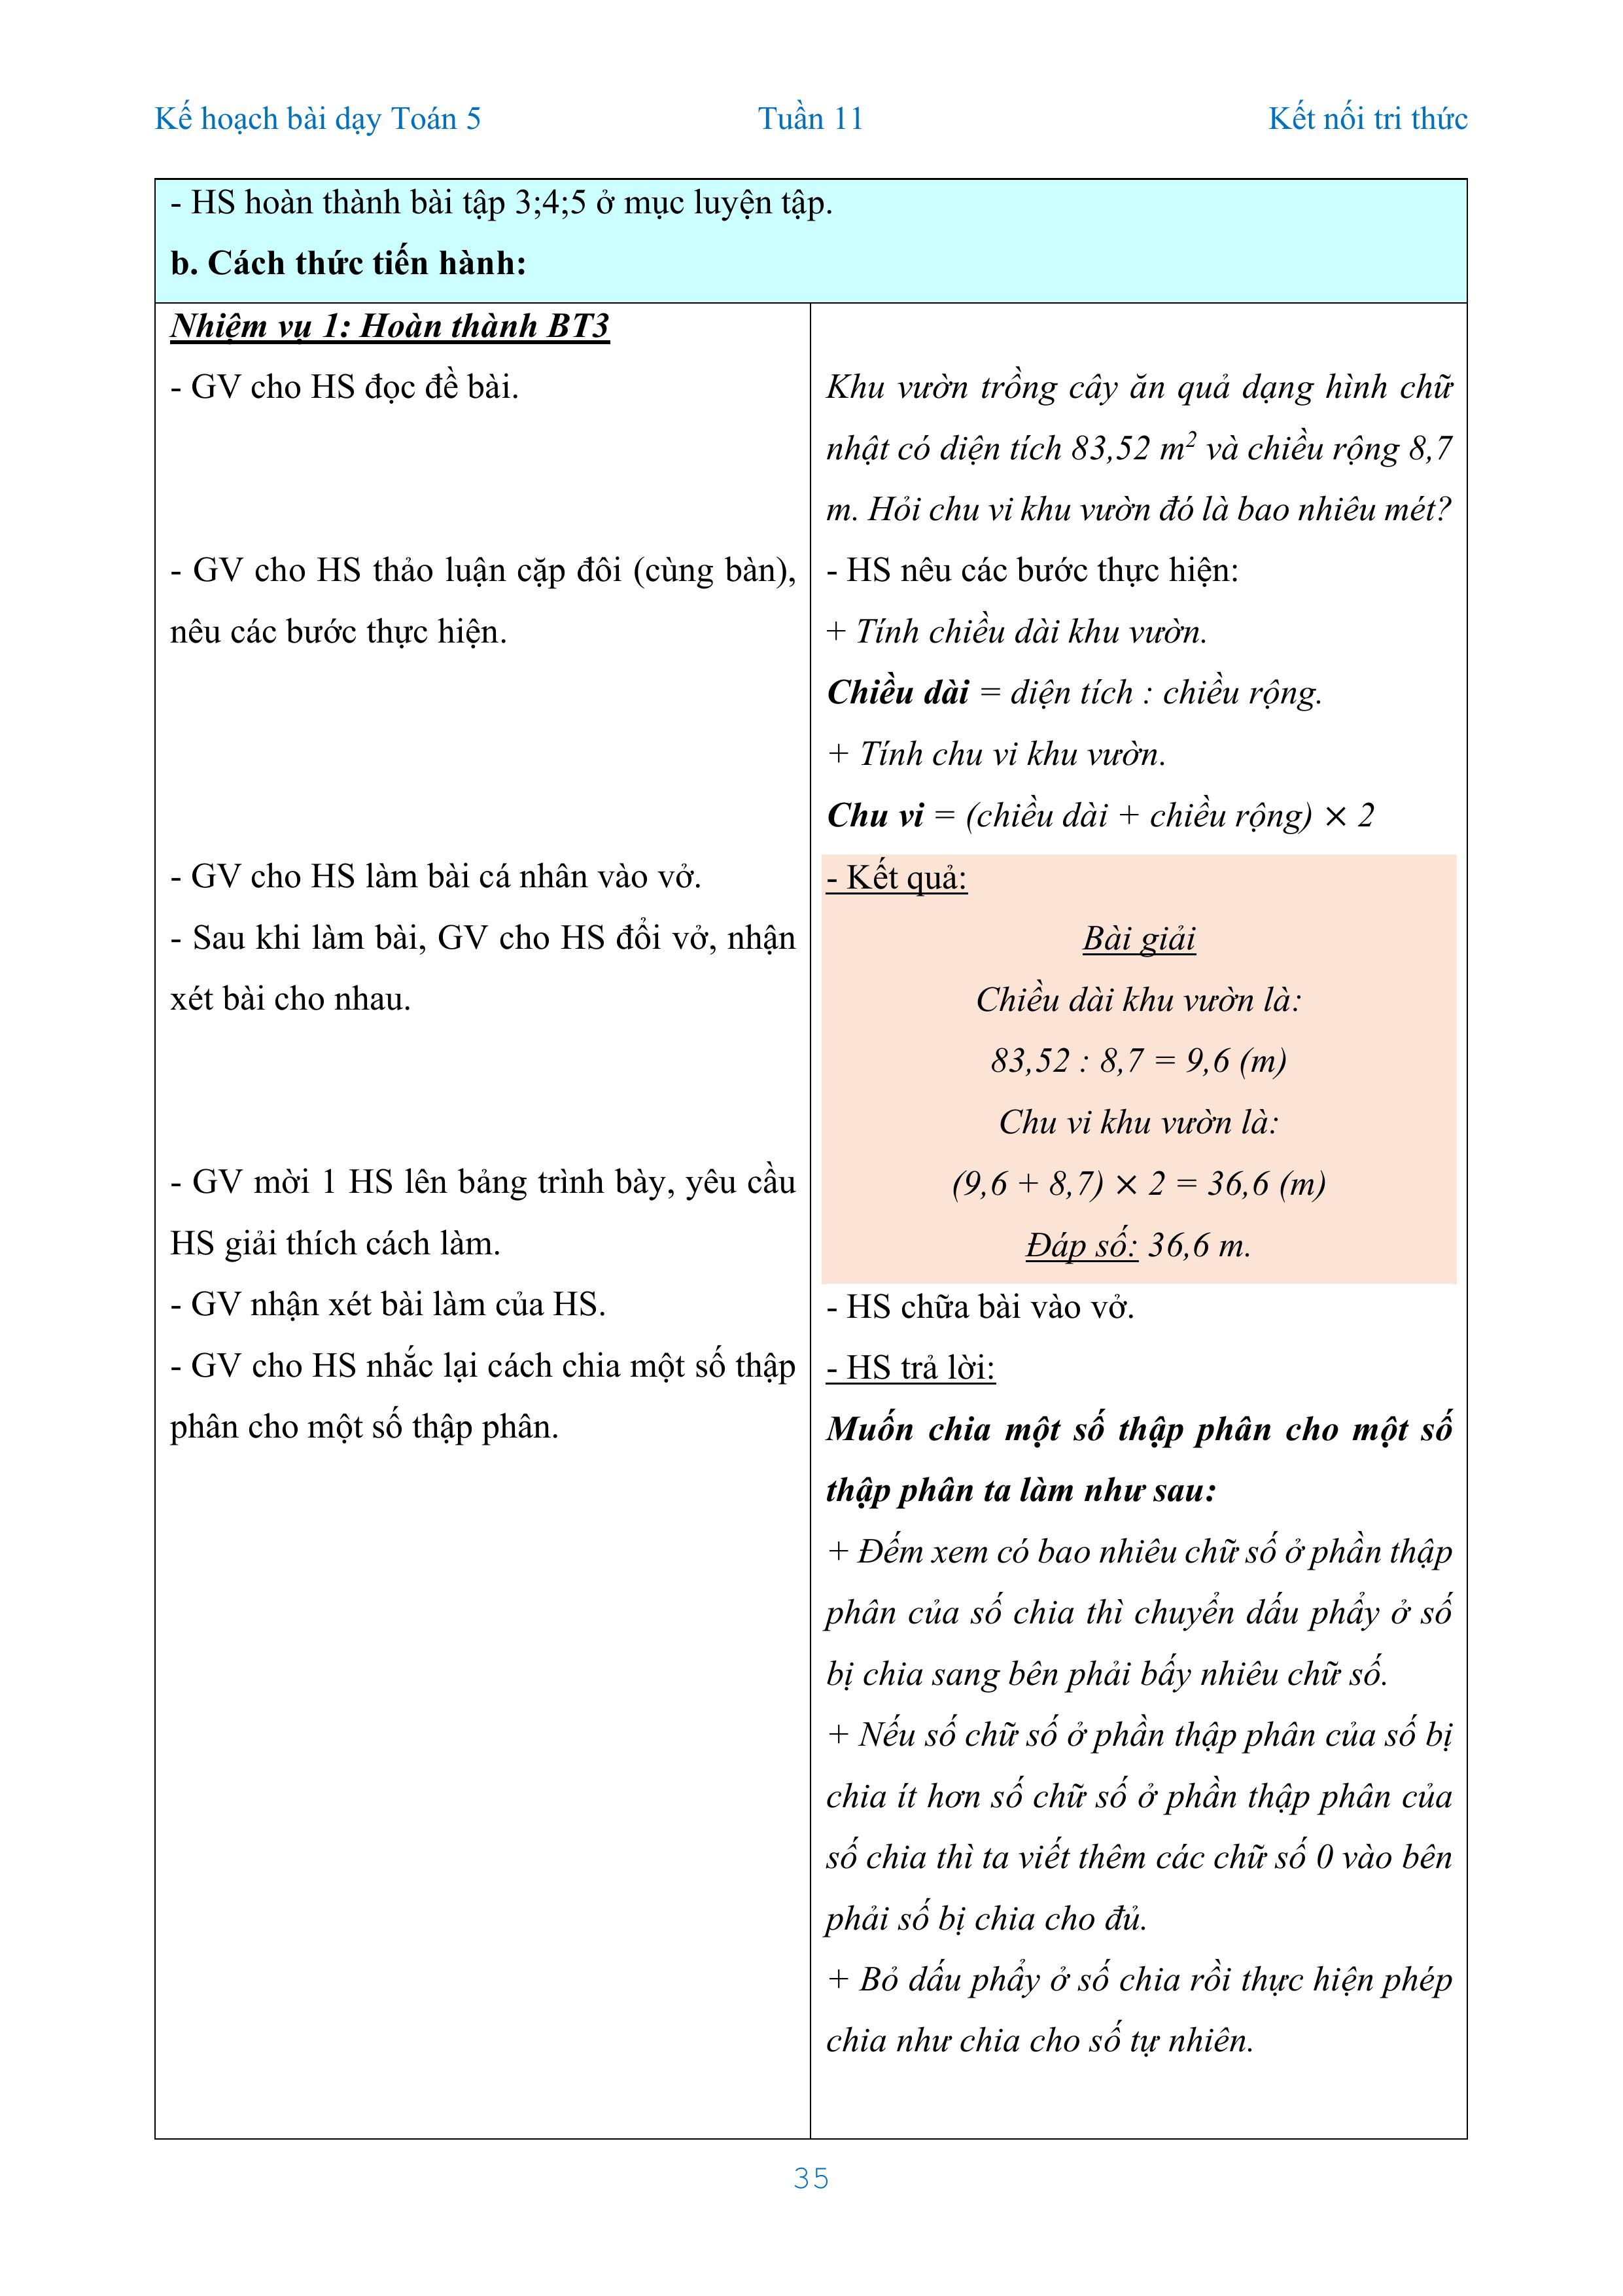 Kế hoạch bài dạy Toán 5 Tuần 11 Kết nối tri thức
- HS hoàn thành bài tập 3;4;5 ở mục luyện tập.
b. Cách thức tiến hành:
Nhiệm vụ 1: Hoàn thành BT3
- GV cho HS đọc đề bài.
- GV cho HS thảo luận cặp đôi (cùng bàn),
nêu các bước thực hiện.
- GV cho HS làm bài cá nhân vào vở.
- Sau khi làm bài, GV cho HS đổi vở, nhận
xét bài cho nhau.
- GV mời 1 HS lên bảng trình bày, yêu cầu
HS giải thích cách làm.
- GV nhận xét bài làm của HS.
- GV cho HS nhắc lại cách chia một số thập
phân cho một số thập phân.
Khu vườn trồng cây ăn quả dạng hình chữ
nhật có diện tích 83,52 m² và chiều rộng 8,7
m. Hỏi chu vi khu vườn đó là bao nhiêu mét?
- HS nêu các bước thực hiện:
+ Tính chiều dài khu vườn.
Chiều dài = diện tích : chiều rộng.
+ Tính chu vi khu vườn.
Chu vi = (chiều dài + chiều rộng) × 2
- Kết quả:
Bài giải
Chiều dài khu vườn là:
83,52 : 8,7 = 9,6 (m)
Chu vi khu vườn là:
(9,6 + 8,7) × 2 = 36,6 (m)
Đáp số: 36,6 m.
- HS chữa bài vào vở.
- HS trả lời:
Muốn chia một số thập phân cho một số
thập phân ta làm như sau:
+ Đếm xem có bao nhiêu chữ số ở phần thập
phân của số chia thì chuyển dấu phẩy ở số
bị chia sang bên phải bấy nhiêu chữ số.
+ Nếu số chữ số ở phần thập phân của số bị
chia ít hơn số chữ số ở phần thập phân của
số chia thì ta viết thêm các chữ số 0 vào bên
phải số bị chia cho đủ.
+ Bỏ dấu phẩy ở số chia rồi thực hiện phép
chia như chia cho số tự nhiên.
35